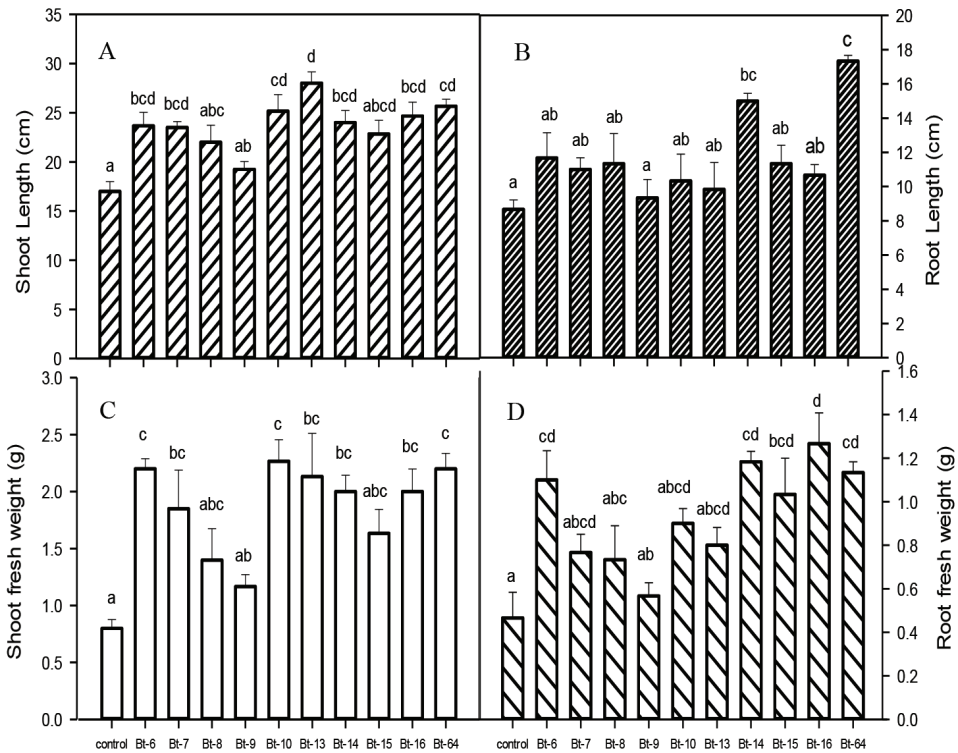 A
Shoot Length (cm)
35
30
25
20
15
10
5
0
a
bcd
bcd
abc
ab
cd
d
bcd
abcd
bcd
cd
B
Root Length (cm)
20
18
16
14
12
10
8
6
4
2
0
a
ab
ab
ab
a
ab
ab
bc
ab
ab
c
C
Shoot fresh weight (g)
3.0
2.5
2.0
1.5
1.0
0.5
0.0
a
c
bc
abc
ab
c
bc
bc
abc
bc
c
control Bt-6 Bt-7 Bt-8 Bt-9 Bt-10 Bt-13 Bt-14 Bt-15 Bt-16 Bt-64
D
Root fresh weight (g)
1.6
1.4
1.2
1.0
0.8
0.6
0.4
0.2
0.0
a
cd
abcd
abc
ab
abcd
abcd
cd
bcd
d
cd
control Bt-6 Bt-7 Bt-8 Bt-9 Bt-10 Bt-13 Bt-14 Bt-15 Bt-16 Bt-64